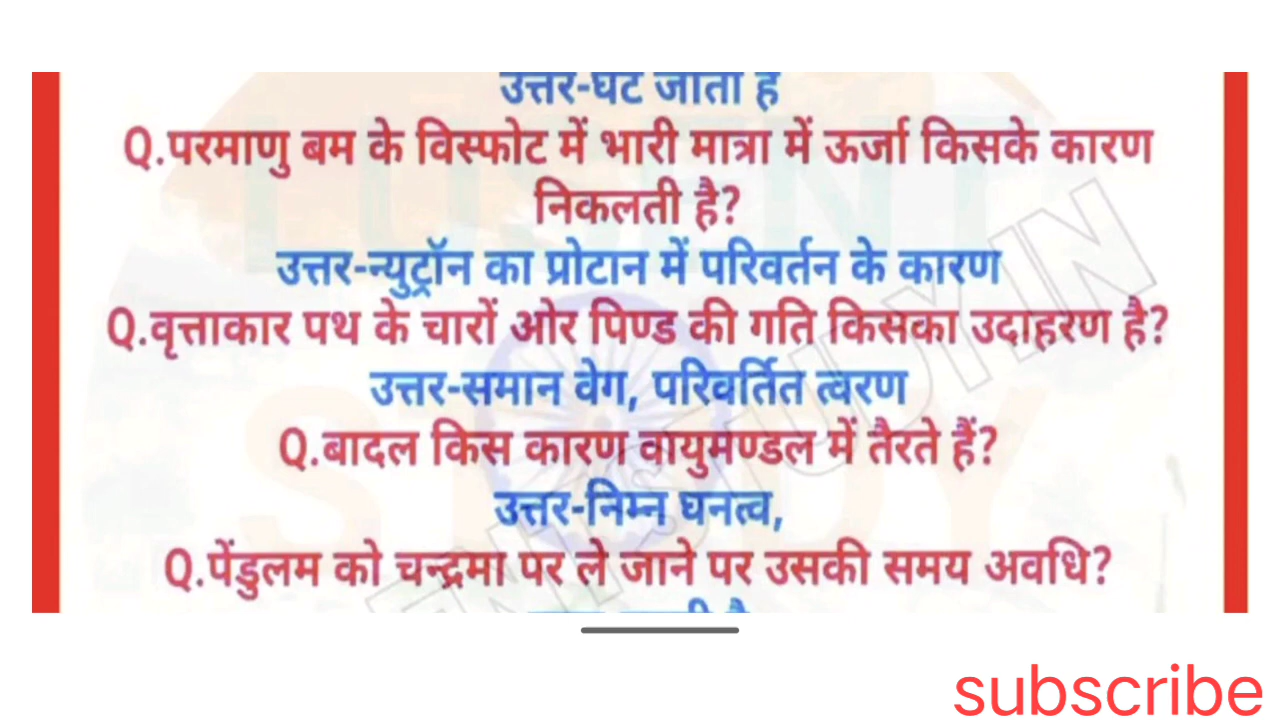 उत्तर-घट जाता है
Q.परमाणु बम के विस्फोट में भारी मात्रा में ऊर्जा किसके कारण
निकलती है?
उत्तर-न्युट्रॉन का प्रोटान में परिवर्तन के कारण
Q.वृत्ताकार पथ के चारों ओर पिण्ड की गति किसका उदाहरण है?
उत्तर-समान वेग, परिवर्तित त्वरण
Q.बादल किस कारण वायुमण्डल में तैरते हैं?
उत्तर-निम्न घनत्व,
Q.पेंडुलम को चन्द्रमा पर ले जाने पर उसकी समय अवधि?
subscribe